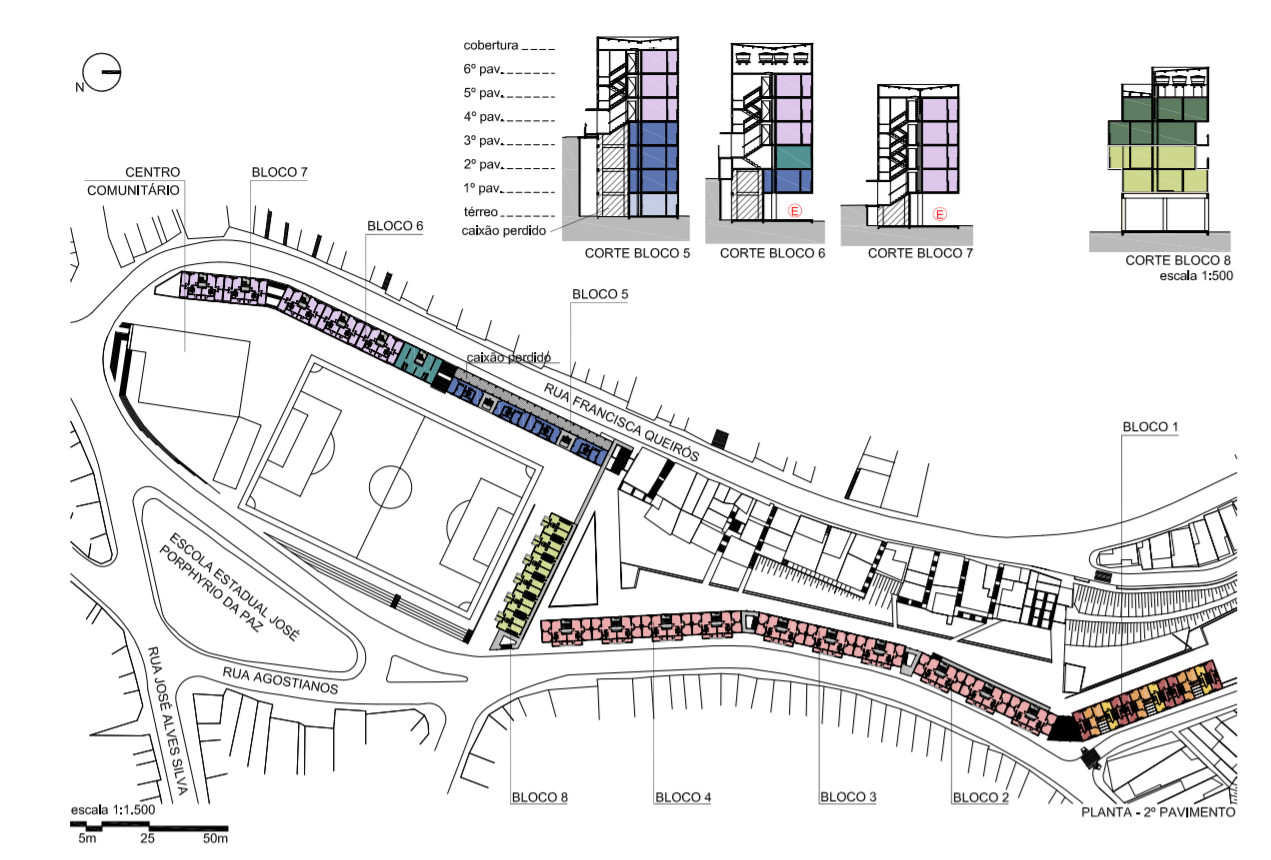 cobertura
6º pav.
5º pav.
4º pav.
3º pav.
2º pav.
1º pav.
térreo
caixão perdido
CORTE BLOCO 5
E
CORTE BLOCO 6
E
CORTE BLOCO 7
CORTE BLOCO 8
escala 1:500
N
CENTRO
COMUNITÁRIO
BLOCO 7
BLOCO 6
BLOCO 5
caixão perdido
RUA FRANCISCA QUEIRÓS
BLOCO 1
ESCOLA ESTADUAL JOSÉ
PORPHYRIO DA PAZ
RUA AGOSTIANOS
RUA JOSÉ ALVES SILVA
BLOCO 8
BLOCO 4
BLOCO 3
BLOCO 2
PLANTA - 2º PAVIMENTO
escala 1:1.500
5m 25 50m